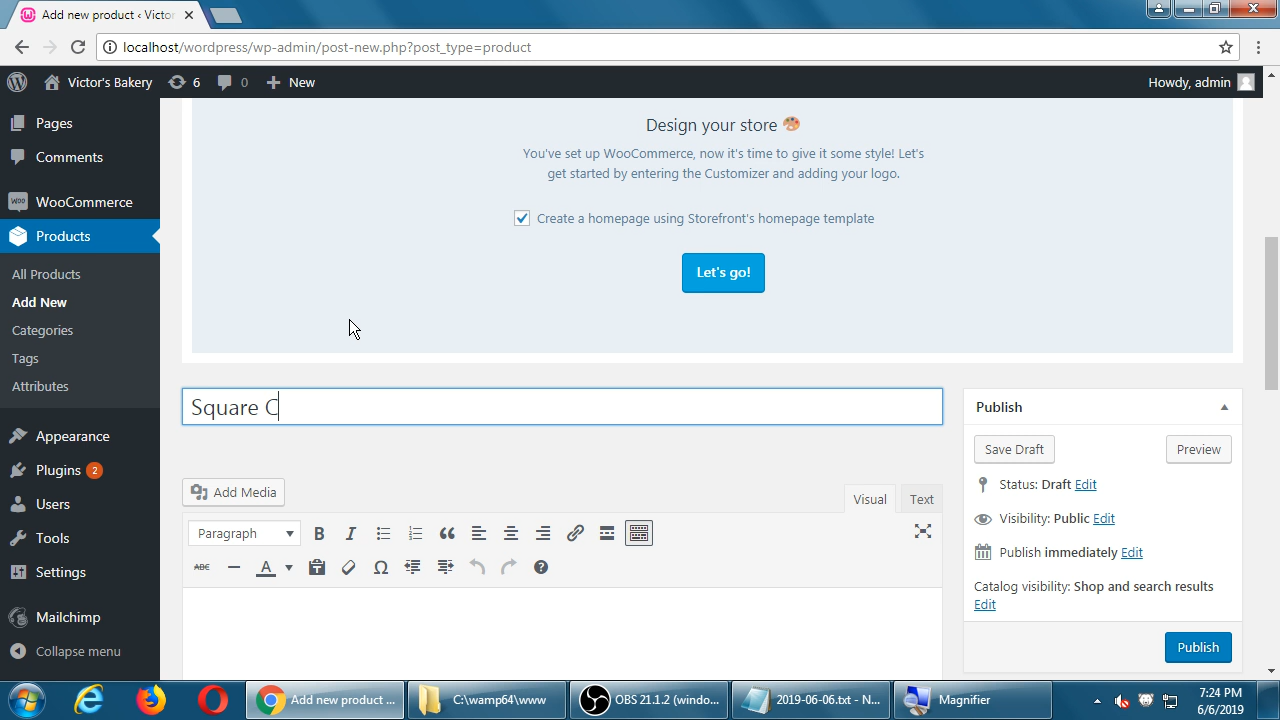 Add new product ‹ Victor
localhost/wordpress/wp-admin/post-new.php?post_type=product
Victor's Bakery 6 0 New Howdy, admin
Pages
Comments
WooCommerce
Products
All Products
Add New
Categories
Tags
Attributes
Appearance
Plugins 2
Users
Tools
Settings
Mailchimp
Collapse menu
Design your store
You've set up WooCommerce, now it's time to give it some style! Let's
get started by entering the Customizer and adding your logo.
Create a homepage using Storefront's homepage template
Let's go!
Square C
Add Media
Visual Text
Paragraph B I
ABC A Ω
Publish
Save Draft Preview
Status: Draft Edit
Visibility: Public Edit
Publish immediately Edit
Catalog visibility: Shop and search results
Edit
Publish
Add new product ... C:\wamp64\www OBS 21.1.2 (windo... 2019-06-06.txt - N... Magnifier
7:24 PM
6/6/2019